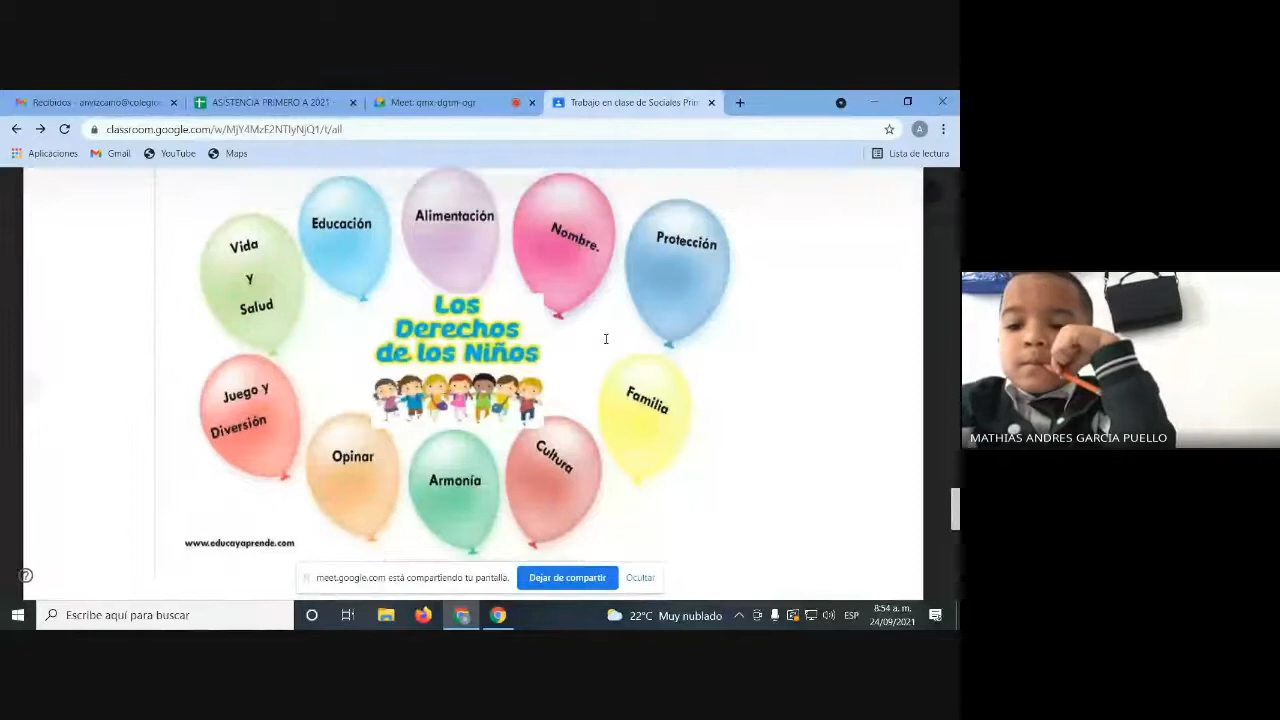 Recibidos - anvizcaino@colegio
ASISTENCIA PRIMERO A 2021 -
Meet: qmx-dgtm-ogr
Trabajo en clase de Sociales Prim
classroom.google.com/w/MjY4MzE2NTIyNjQ1/t/all
Aplicaciones
Gmail
YouTube
Maps
Lista de lectura
Vida
y
Salud
Educación
Alimentación
Nombre.
Protección
Los
Derechos
de los Niños
Juego y
Diversión
Opinar
Armonía
Cultura
Familia
www.educayaprende.com
meet.google.com está compartiendo tu pantalla.
Dejar de compartir
Ocultar
MATHIAS ANDRES GARCIA PUELLO
Escribe aquí para buscar
22°C Muy nublado
ESP
8:54 a. m.
24/09/2021